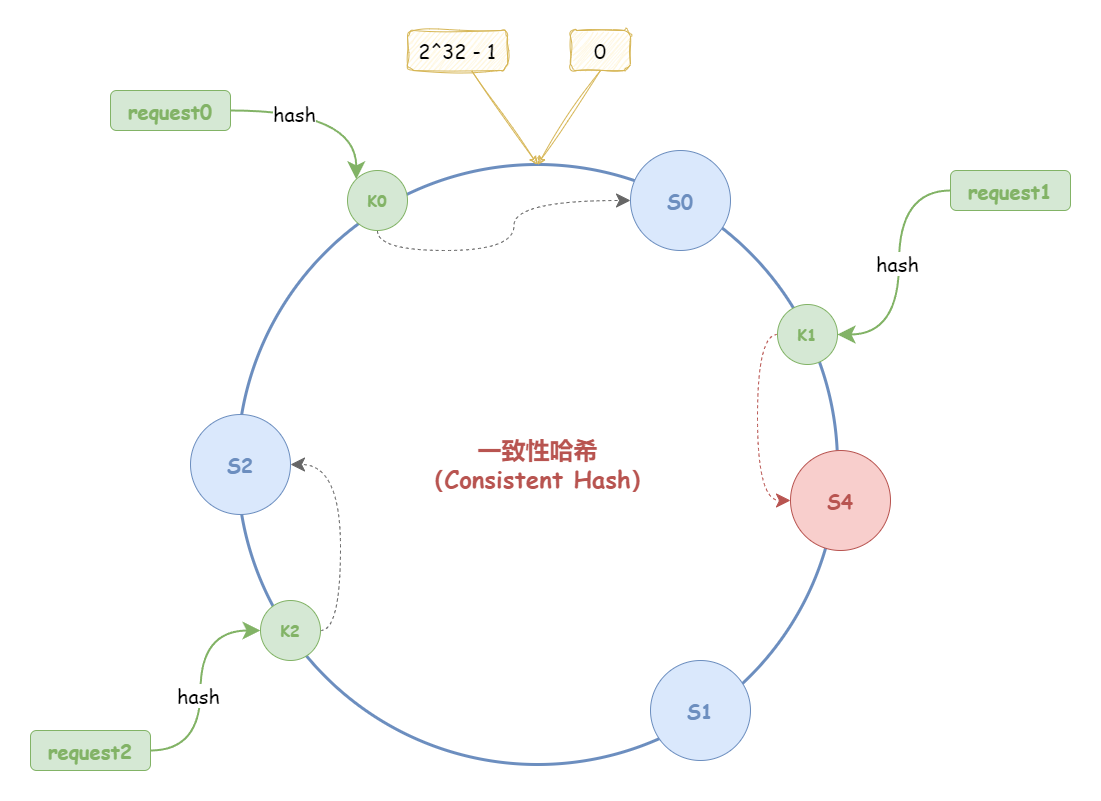 2^32 - 1
0
request0
hash
K0
S0
request1
hash
K1
S2
一致性哈希
(Consistent Hash)
S4
K2
hash
S1
request2